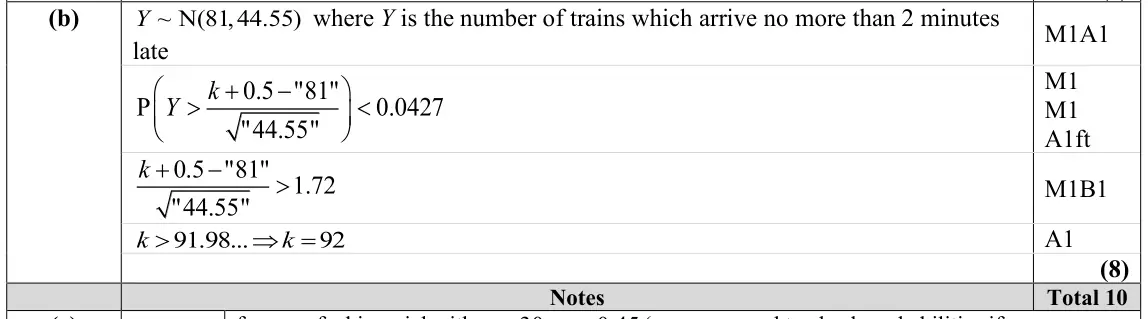 (b) Y ~ N(81, 44.55) where Y is the number of trains which arrive no more than 2 minutes
late
M1A1
P(Y > (k + 0.5 − "81") / √"44.55") < 0.0427
M1
M1
A1ft
(k + 0.5 − "81") / √"44.55" > 1.72
M1B1
k > 91.98... ⇒ k = 92
A1
(8)
Notes Total 10